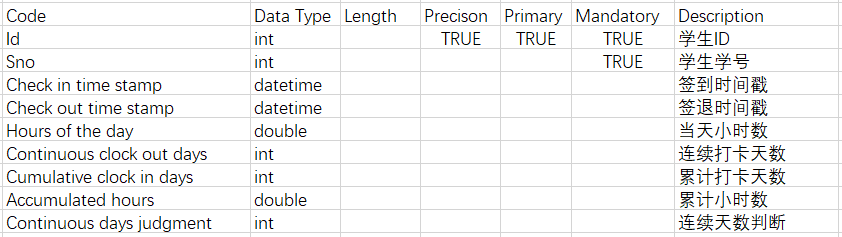 Code Data Type Length Precison Primary Mandatory Description
Id int TRUE TRUE TRUE 学生ID
Sno int TRUE 学生学号
Check in time stamp datetime 签到时间戳
Check out time stamp datetime 签退时间戳
Hours of the day double 当天小时数
Continuous clock out days int 连续打卡天数
Cumulative clock in days int 累计打卡天数
Accumulated hours double 累计小时数
Continuous days judgment int 连续天数判断